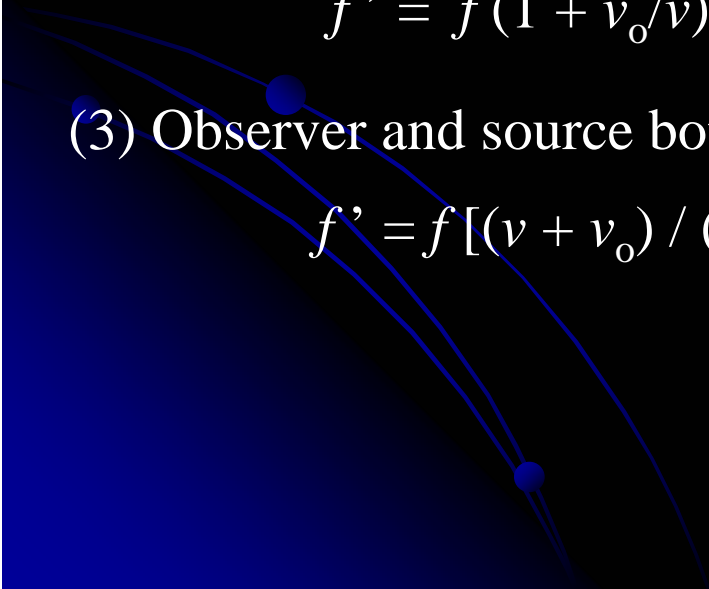 f ’ = f (1 + vₒ/v)
(3) Observer and source bo
f ’ = f [(v + vₒ) / (